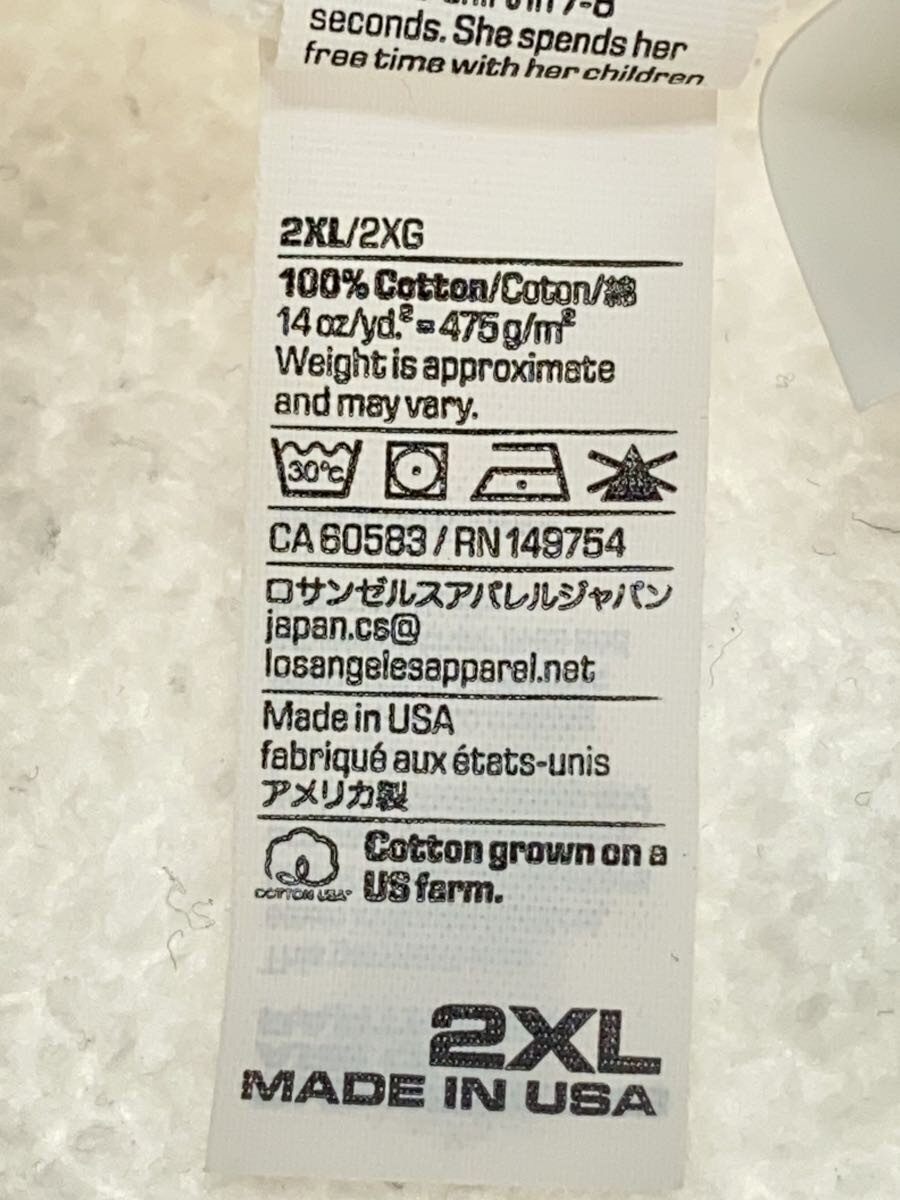 seconds. She spends her
free time with her children
2XL/2XG
100% Cotton/Coton/綿
14 oz/yd.² = 475 g/m²
Weight is approximate
and may vary.
30°c
CA 60583 / RN 149754
ロサンゼルスアパレルジャパン
japan.cs@
losangelesapparel.net
Made in USA
fabriqué aux états-unis
アメリカ製
COTTON USA
Cotton grown on a
US farm.
2XL
MADE IN USA